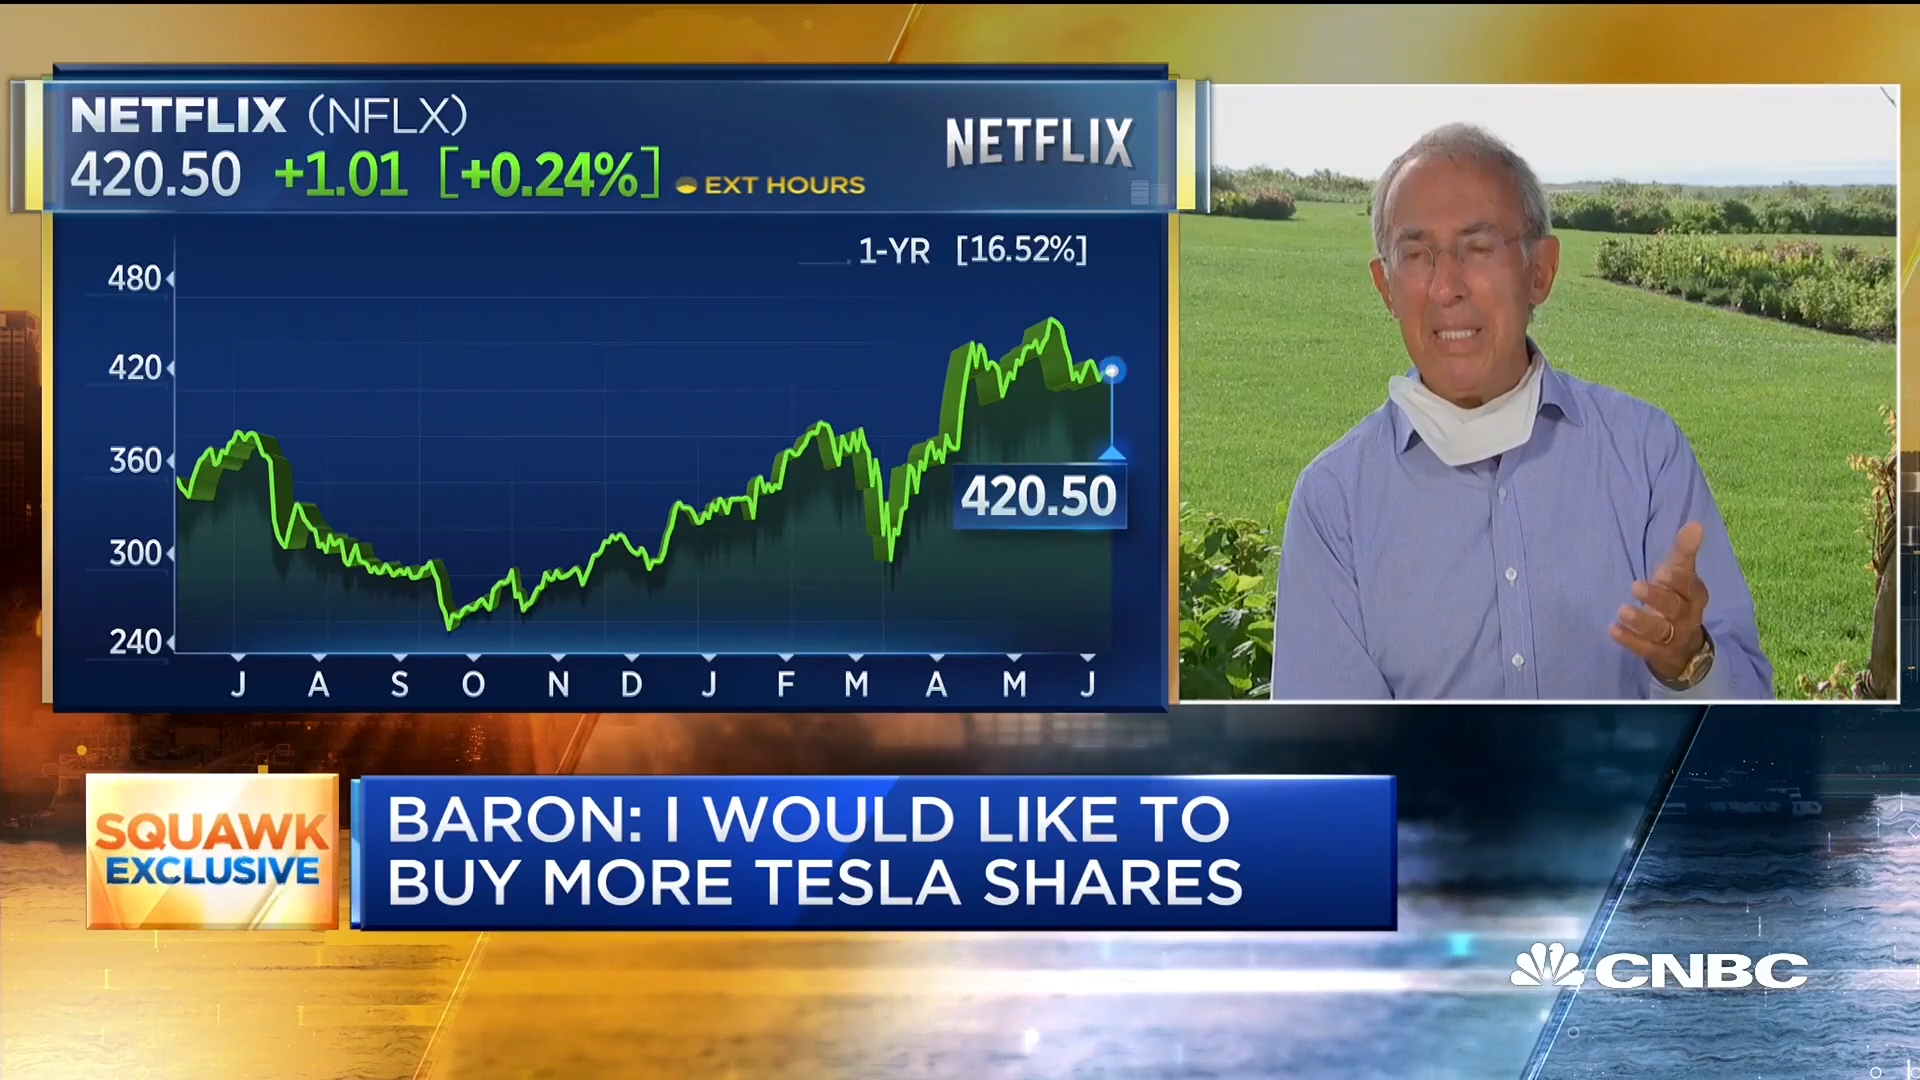 NETFLIX (NFLX)
420.50 +1.01 [+0.24%] EXT HOURS
NETFLIX
1-YR [16.52%]
480
420
360
300
240
420.50
J A S O N D J F M A M J
SQUAWK
EXCLUSIVE
BARON: I WOULD LIKE TO
BUY MORE TESLA SHARES
CNBC